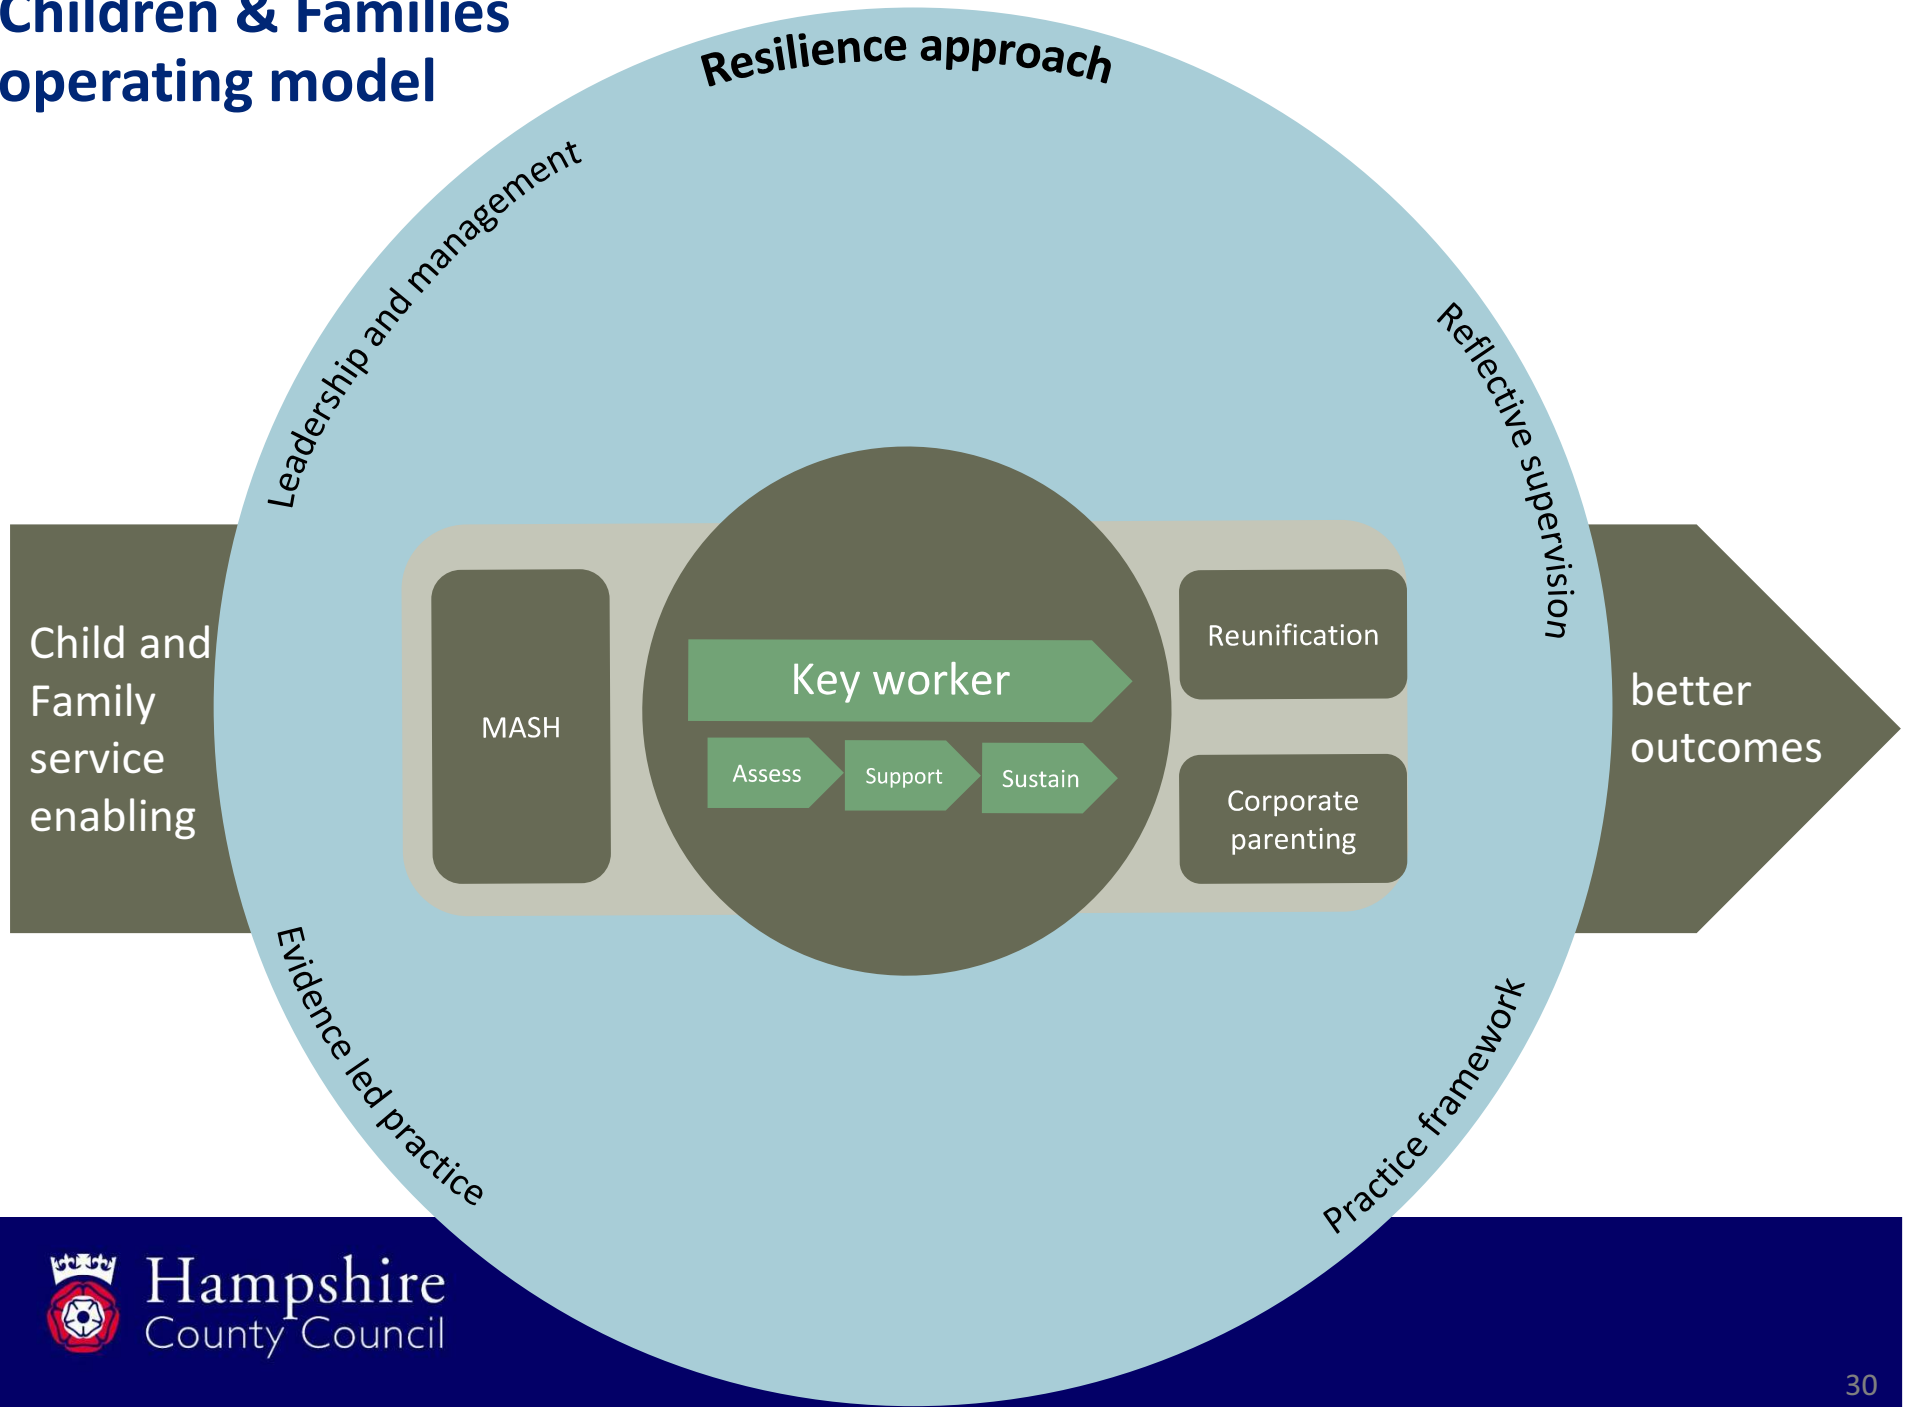 Children & Families
operating model
Resilience approach
Leadership and management
Reflective supervision
Child and
Family
service
enabling
MASH
Key worker
Assess
Support
Sustain
Reunification
Corporate
parenting
better
outcomes
Evidence led practice
Practice framework
Hampshire
County Council
30